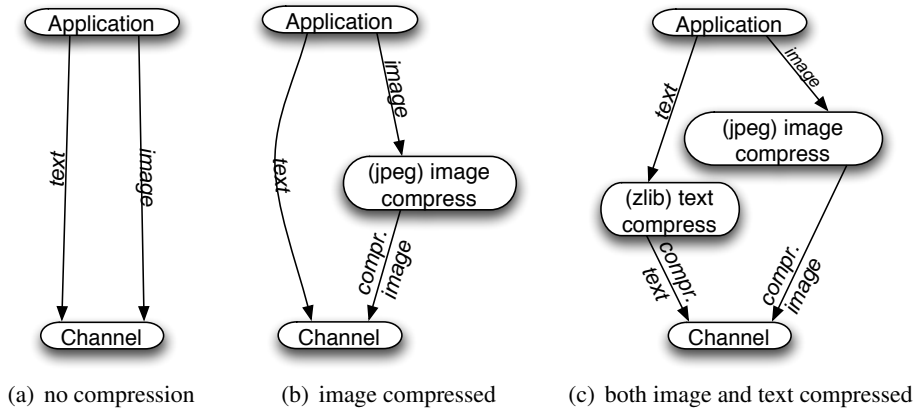 Application
text
image
Channel
(a) no compression
Application
image
text
(jpeg) image
compress
compr.
image
Channel
(b) image compressed
Application
text
image
(jpeg) image
compress
(zlib) text
compress
compr.
text
compr.
image
Channel
(c) both image and text compressed